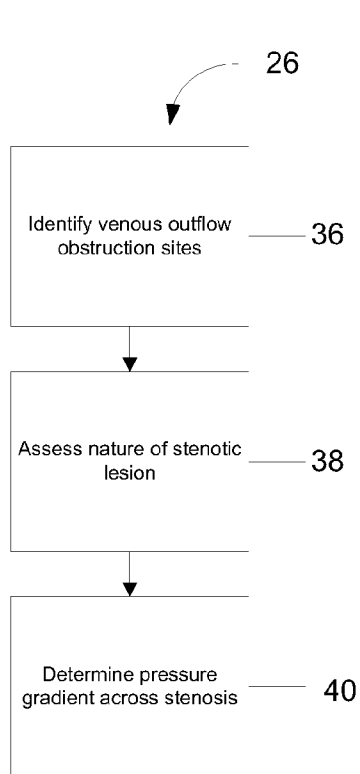 26
Identify venous outflow
obstruction sites
36
Assess nature of stenotic
lesion
38
Determine pressure
gradient across stenosis
40